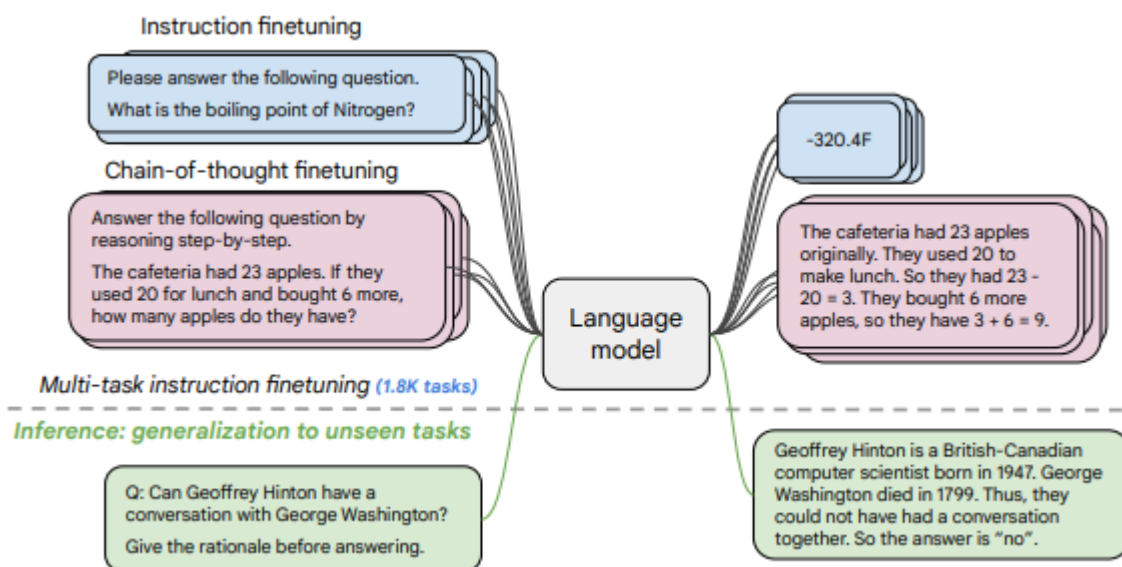 Instruction finetuning
Please answer the following question.
What is the boiling point of Nitrogen?
-320.4F
Chain-of-thought finetuning
Answer the following question by
reasoning step-by-step.
The cafeteria had 23 apples. If they
used 20 for lunch and bought 6 more,
how many apples do they have?
The cafeteria had 23 apples
originally. They used 20 to
make lunch. So they had 23 -
20 = 3. They bought 6 more
apples, so they have 3 + 6 = 9.
Language
model
Multi-task instruction finetuning (1.8K tasks)
Inference: generalization to unseen tasks
Q: Can Geoffrey Hinton have a
conversation with George Washington?
Give the rationale before answering.
Geoffrey Hinton is a British-Canadian
computer scientist born in 1947. George
Washington died in 1799. Thus, they
could not have had a conversation
together. So the answer is “no”.